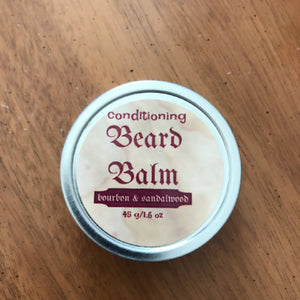 conditioning
Beard
Balm
bourbon & sandalwood
45 g/1.6 oz